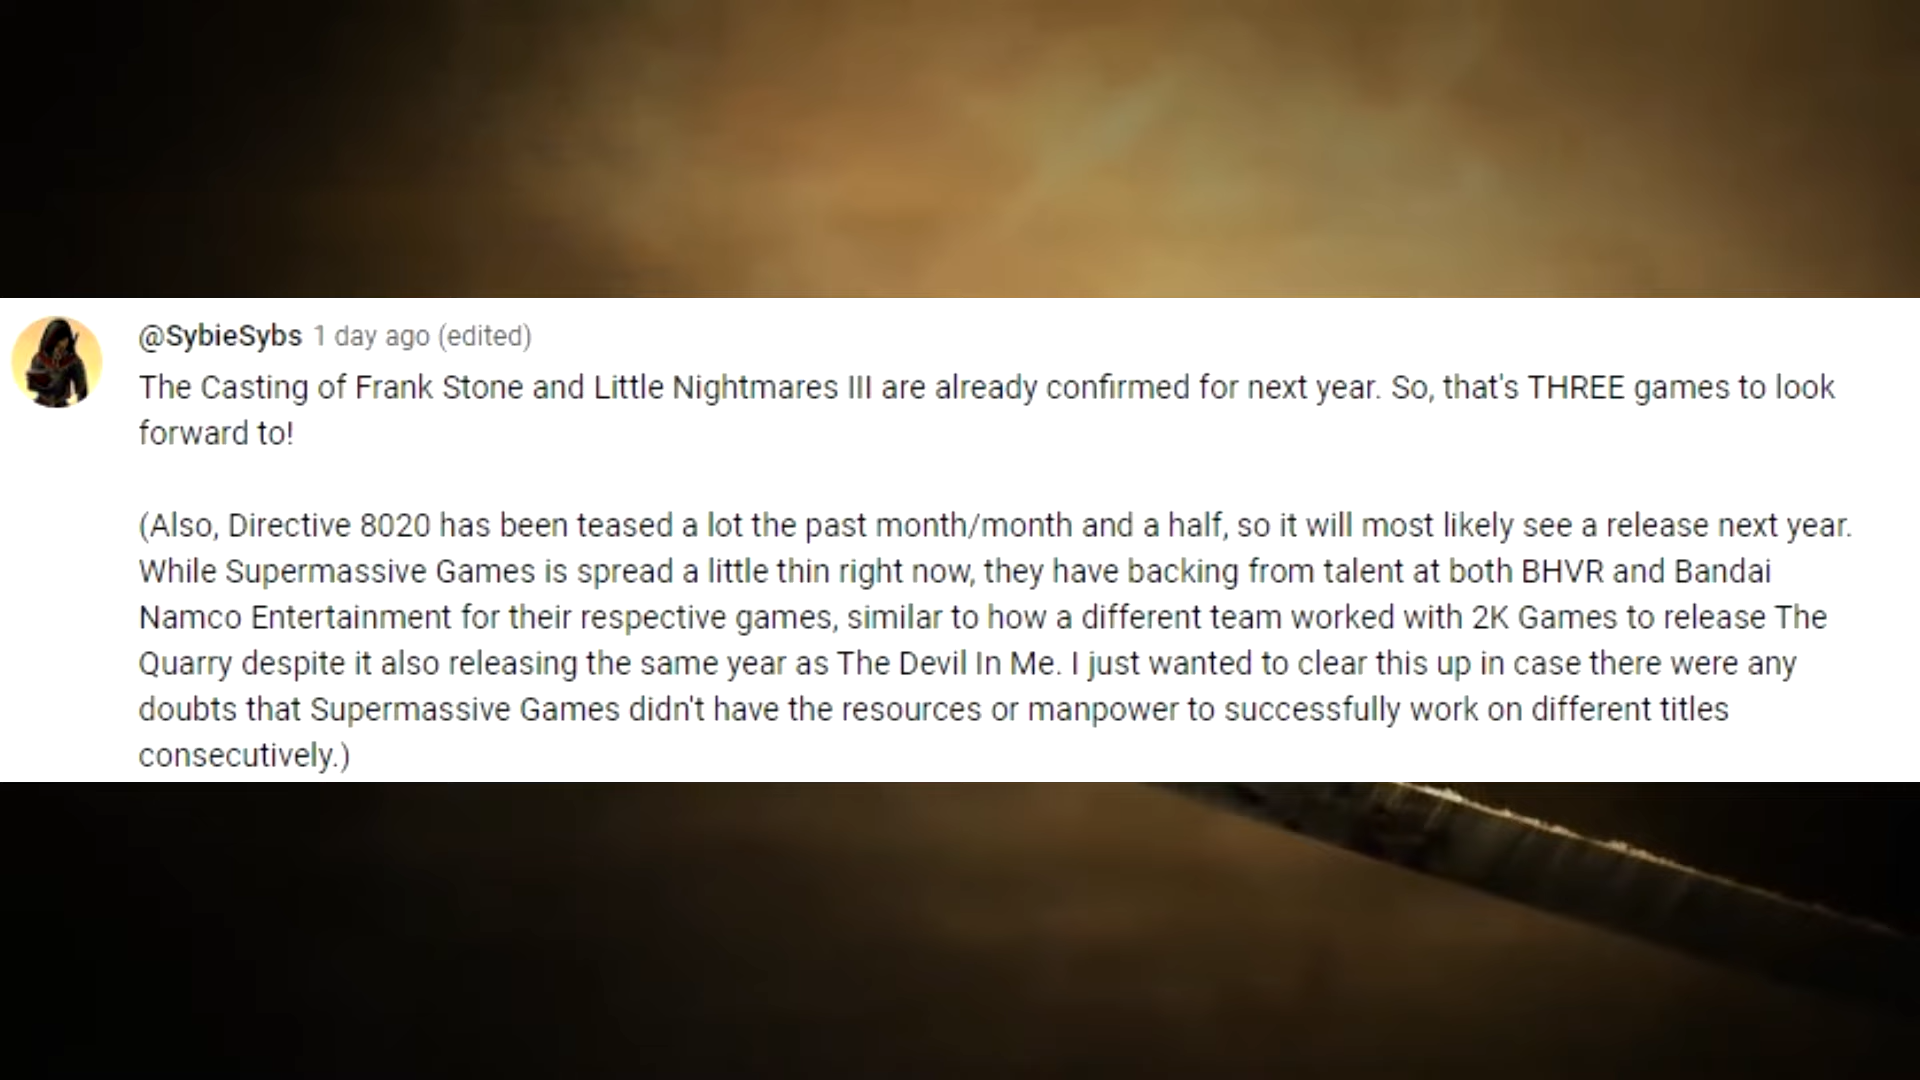 @SybieSybs 1 day ago (edited)
The Casting of Frank Stone and Little Nightmares III are already confirmed for next year. So, that's THREE games to look
forward to!
(Also, Directive 8020 has been teased a lot the past month/month and a half, so it will most likely see a release next year.
While Supermassive Games is spread a little thin right now, they have backing from talent at both BHVR and Bandai
Namco Entertainment for their respective games, similar to how a different team worked with 2K Games to release The
Quarry despite it also releasing the same year as The Devil In Me. I just wanted to clear this up in case there were any
doubts that Supermassive Games didn't have the resources or manpower to successfully work on different titles
consecutively.)